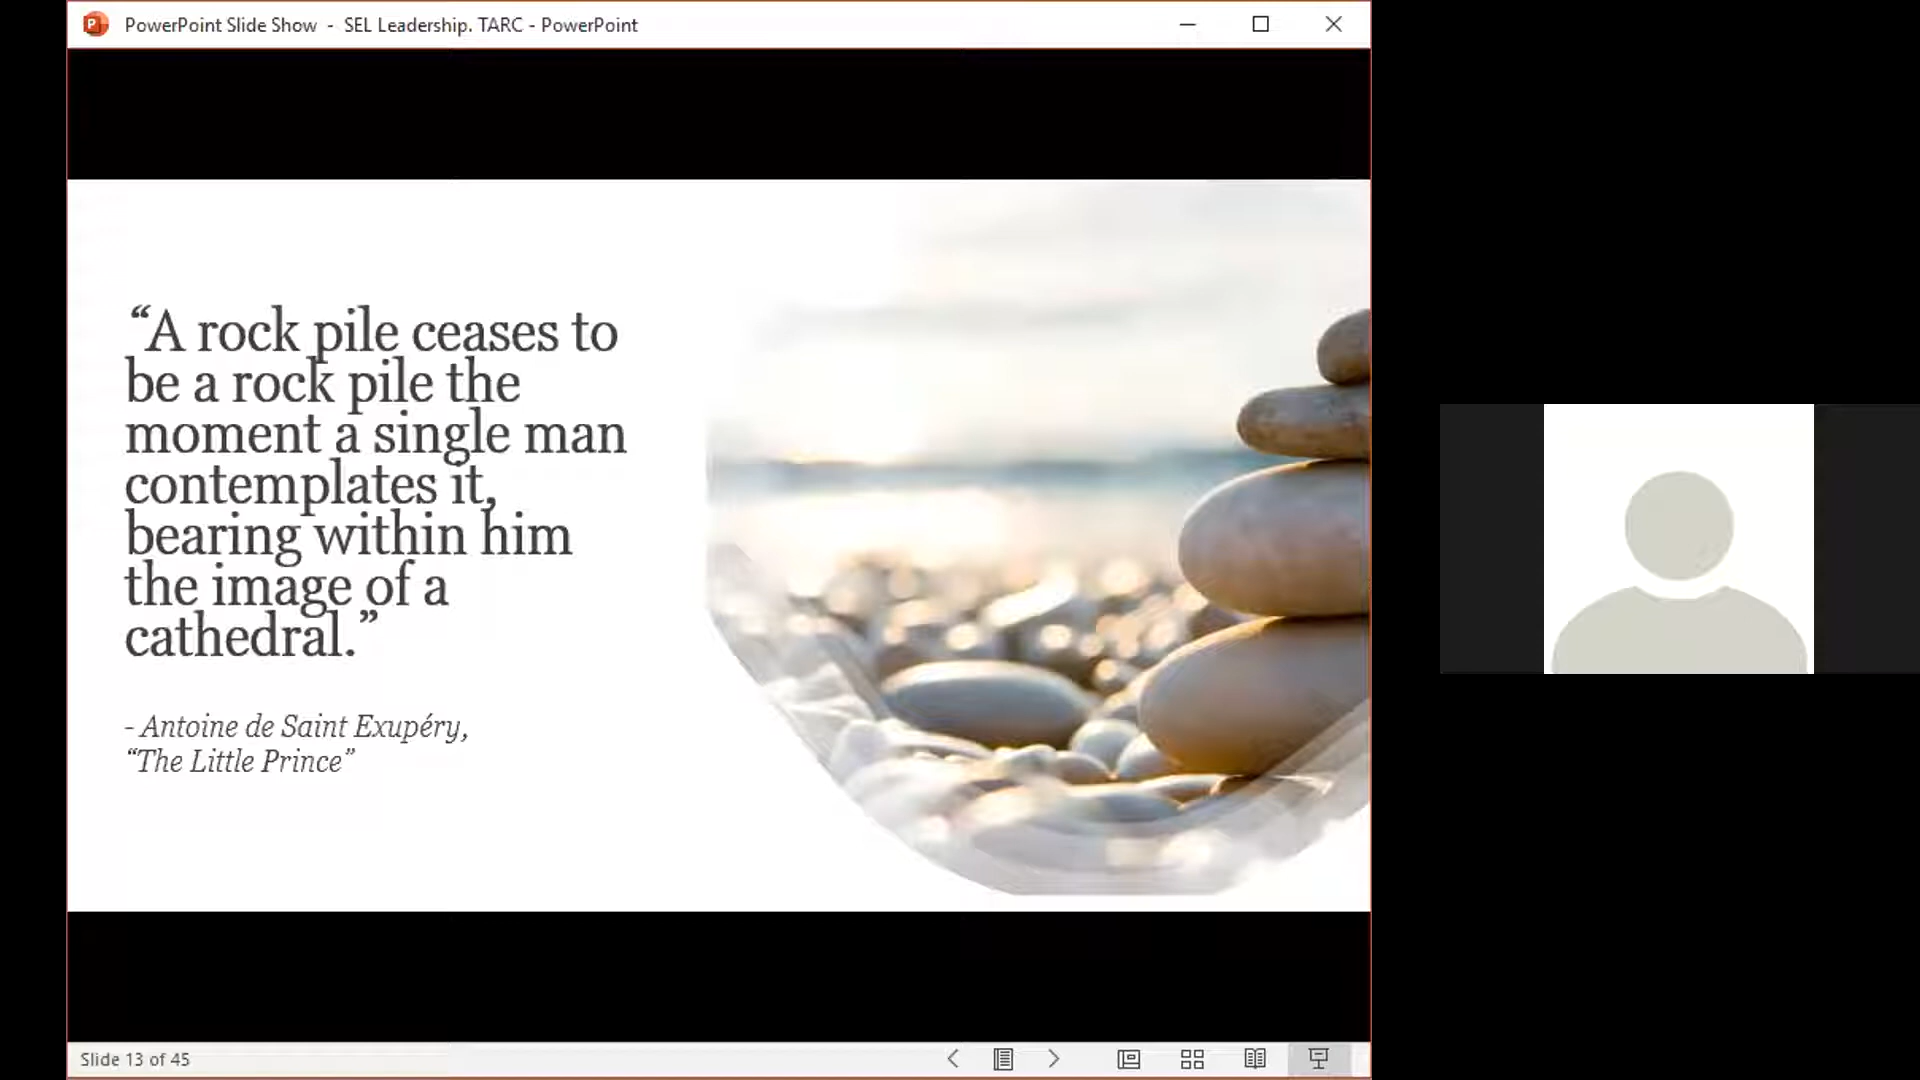 PowerPoint Slide Show - SEL Leadership. TARC - PowerPoint
“A rock pile ceases to
be a rock pile the
moment a single man
contemplates it,
bearing within him
the image of a
cathedral.”
- Antoine de Saint Exupéry,
“The Little Prince”
Slide 13 of 45